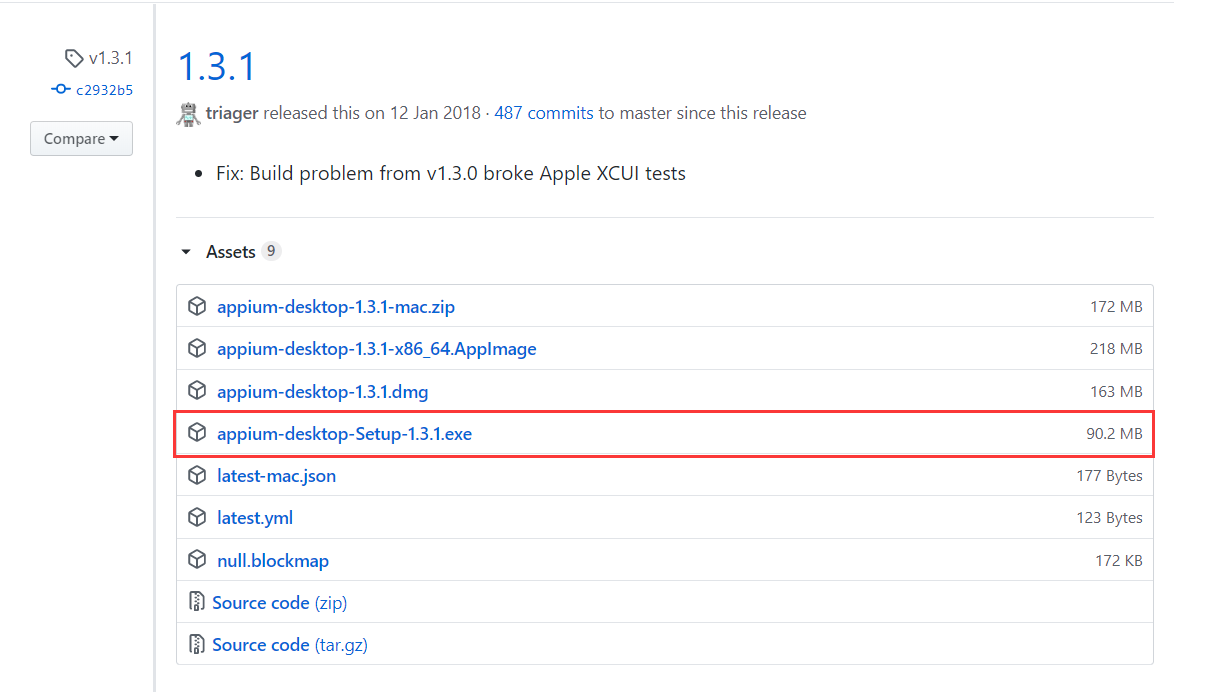 v1.3.1
c2932b5
Compare
1.3.1
triager released this on 12 Jan 2018 · 487 commits to master since this release
Fix: Build problem from v1.3.0 broke Apple XCUI tests
Assets 9
appium-desktop-1.3.1-mac.zip 172 MB
appium-desktop-1.3.1-x86_64.AppImage 218 MB
appium-desktop-1.3.1.dmg 163 MB
appium-desktop-Setup-1.3.1.exe 90.2 MB
latest-mac.json 177 Bytes
latest.yml 123 Bytes
null.blockmap 172 KB
Source code (zip)
Source code (tar.gz)